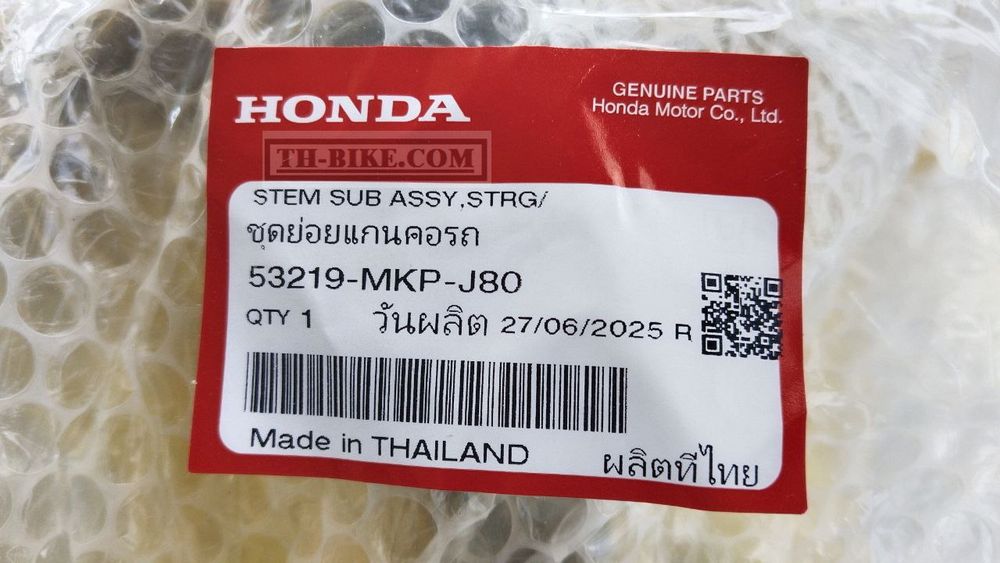 HONDA
GENUINE PARTS
Honda Motor Co., Ltd.
TH-BIKE.COM
STEM SUB ASSY,STRG/
ชุดย่อยแกนคอรถ
53219-MKP-J80
QTY 1 วันผลิต 27/06/2025 R
Made in THAILAND
ผลิตที่ไทย